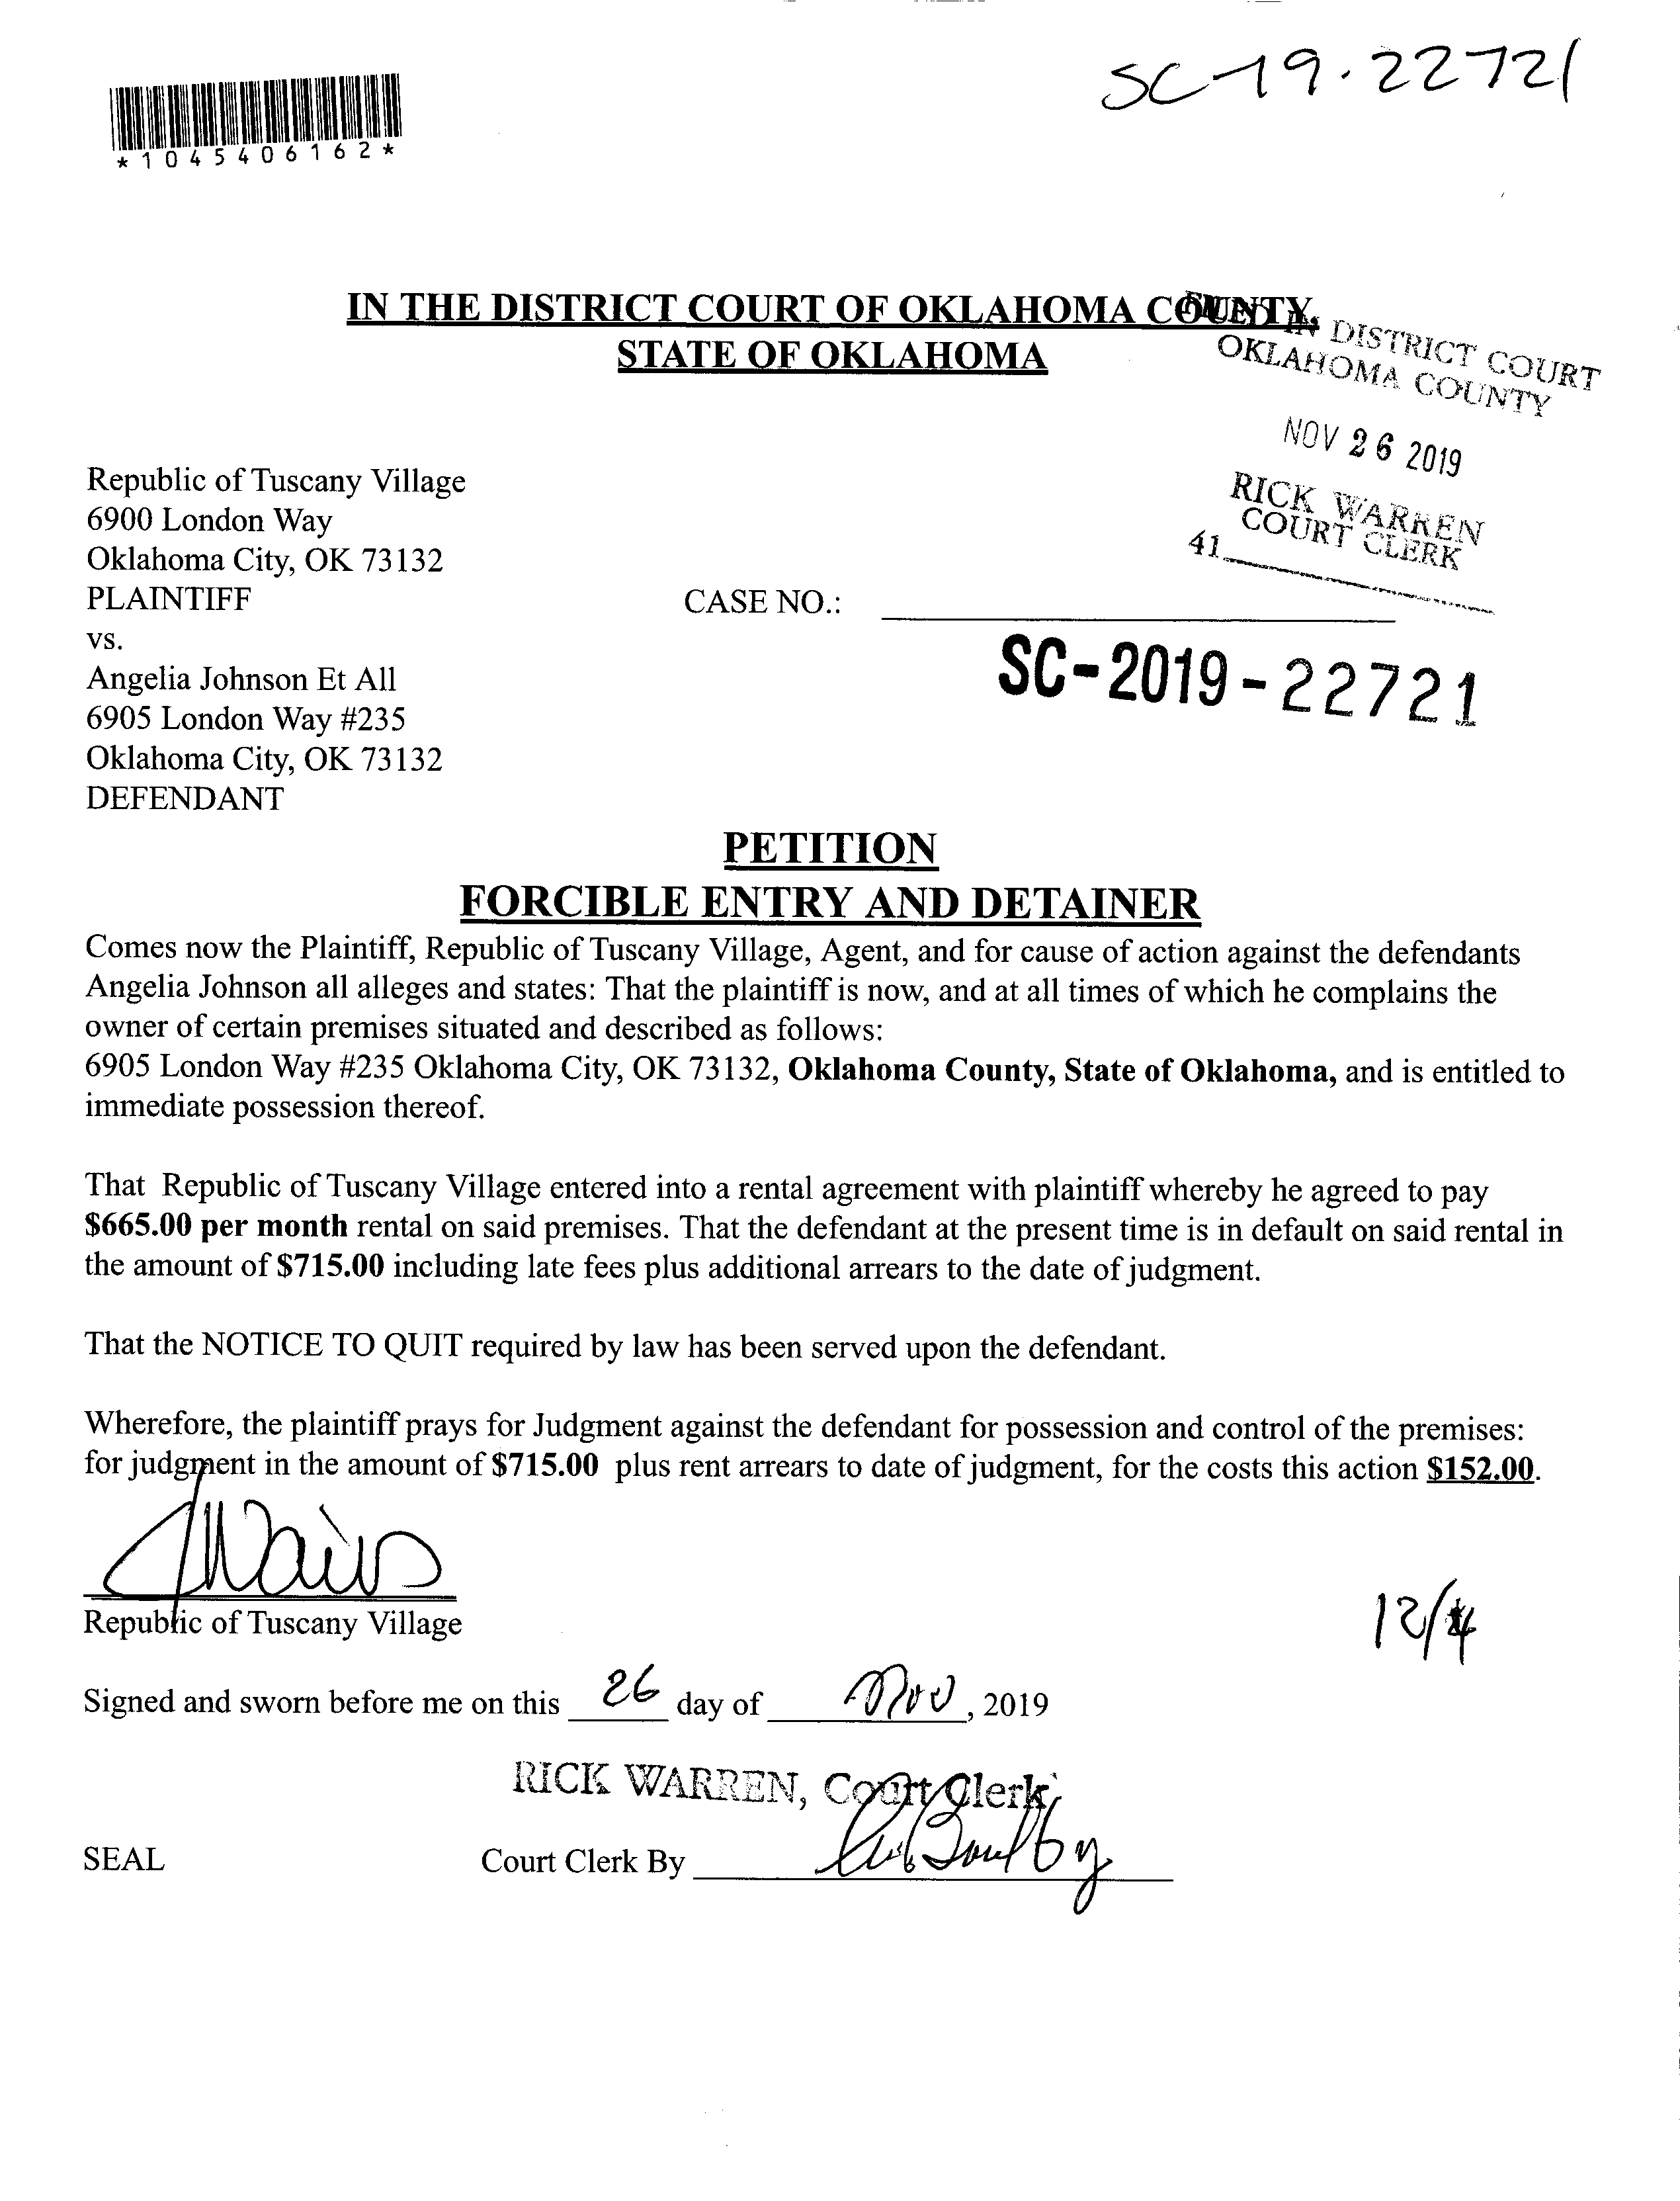 SC-19-22721
*1045406162*
IN THE DISTRICT COURT OF OKLAHOMA COUNTY,
STATE OF OKLAHOMA
FILED IN DISTRICT COURT
OKLAHOMA COUNTY
NOV 26 2019
RICK WARREN
COURT CLERK
41
Republic of Tuscany Village
6900 London Way
Oklahoma City, OK 73132
PLAINTIFF
CASE NO.:
vs.
Angelia Johnson Et All
SC-2019-22721
6905 London Way #235
Oklahoma City, OK 73132
DEFENDANT
PETITION
FORCIBLE ENTRY AND DETAINER
Comes now the Plaintiff, Republic of Tuscany Village, Agent, and for cause of action against the defendants
Angelia Johnson all alleges and states: That the plaintiff is now, and at all times of which he complains the
owner of certain premises situated and described as follows:
6905 London Way #235 Oklahoma City, OK 73132, Oklahoma County, State of Oklahoma, and is entitled to
immediate possession thereof.
That Republic of Tuscany Village entered into a rental agreement with plaintiff whereby he agreed to pay
$665.00 per month rental on said premises. That the defendant at the present time is in default on said rental in
the amount of $715.00 including late fees plus additional arrears to the date of judgment.
That the NOTICE TO QUIT required by law has been served upon the defendant.
Wherefore, the plaintiff prays for Judgment against the defendant for possession and control of the premises:
for judgment in the amount of $715.00 plus rent arrears to date of judgment, for the costs this action $152.00.
Republic of Tuscany Village
12/4
Signed and sworn before me on this 26 day of Nov, 2019
RICK WARREN, Court Clerk
SEAL
Court Clerk By